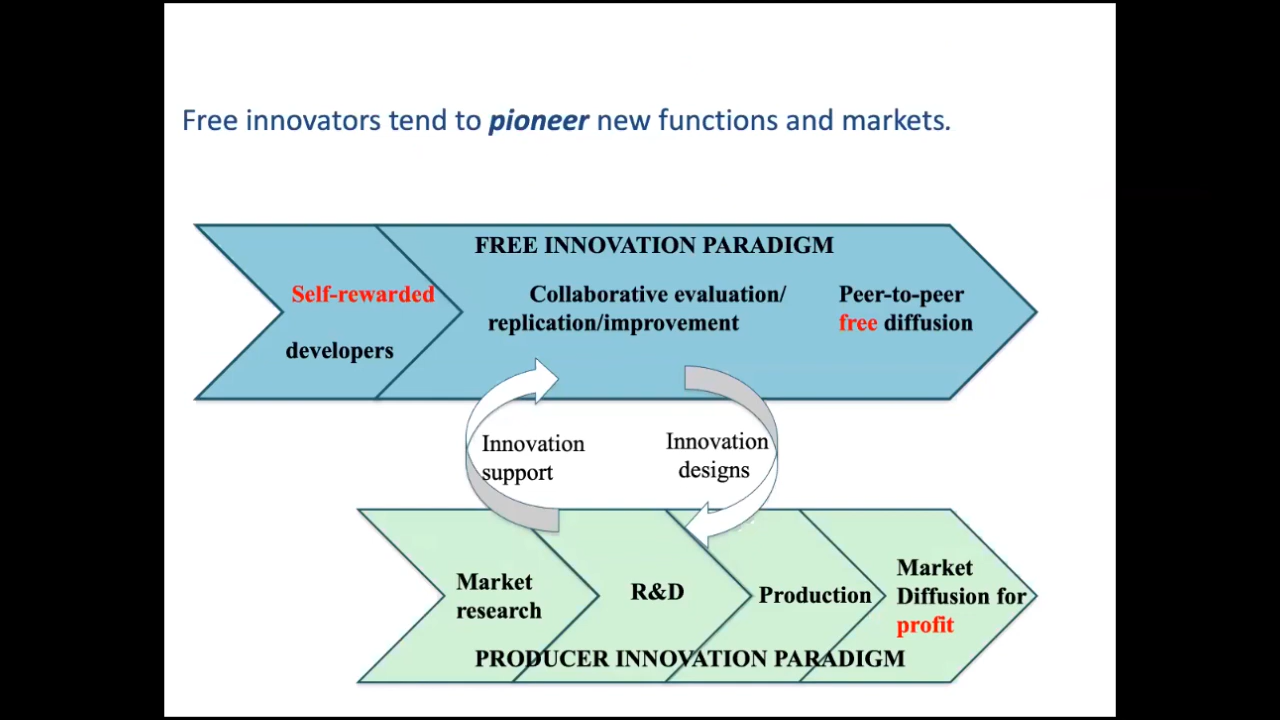 Free innovators tend to pioneer new functions and markets.
FREE INNOVATION PARADIGM
Self-rewarded
developers
Collaborative evaluation/
replication/improvement
Peer-to-peer
free diffusion
Innovation
support
Innovation
designs
Market
research
R&D
Production
Market
Diffusion for
profit
PRODUCER INNOVATION PARADIGM